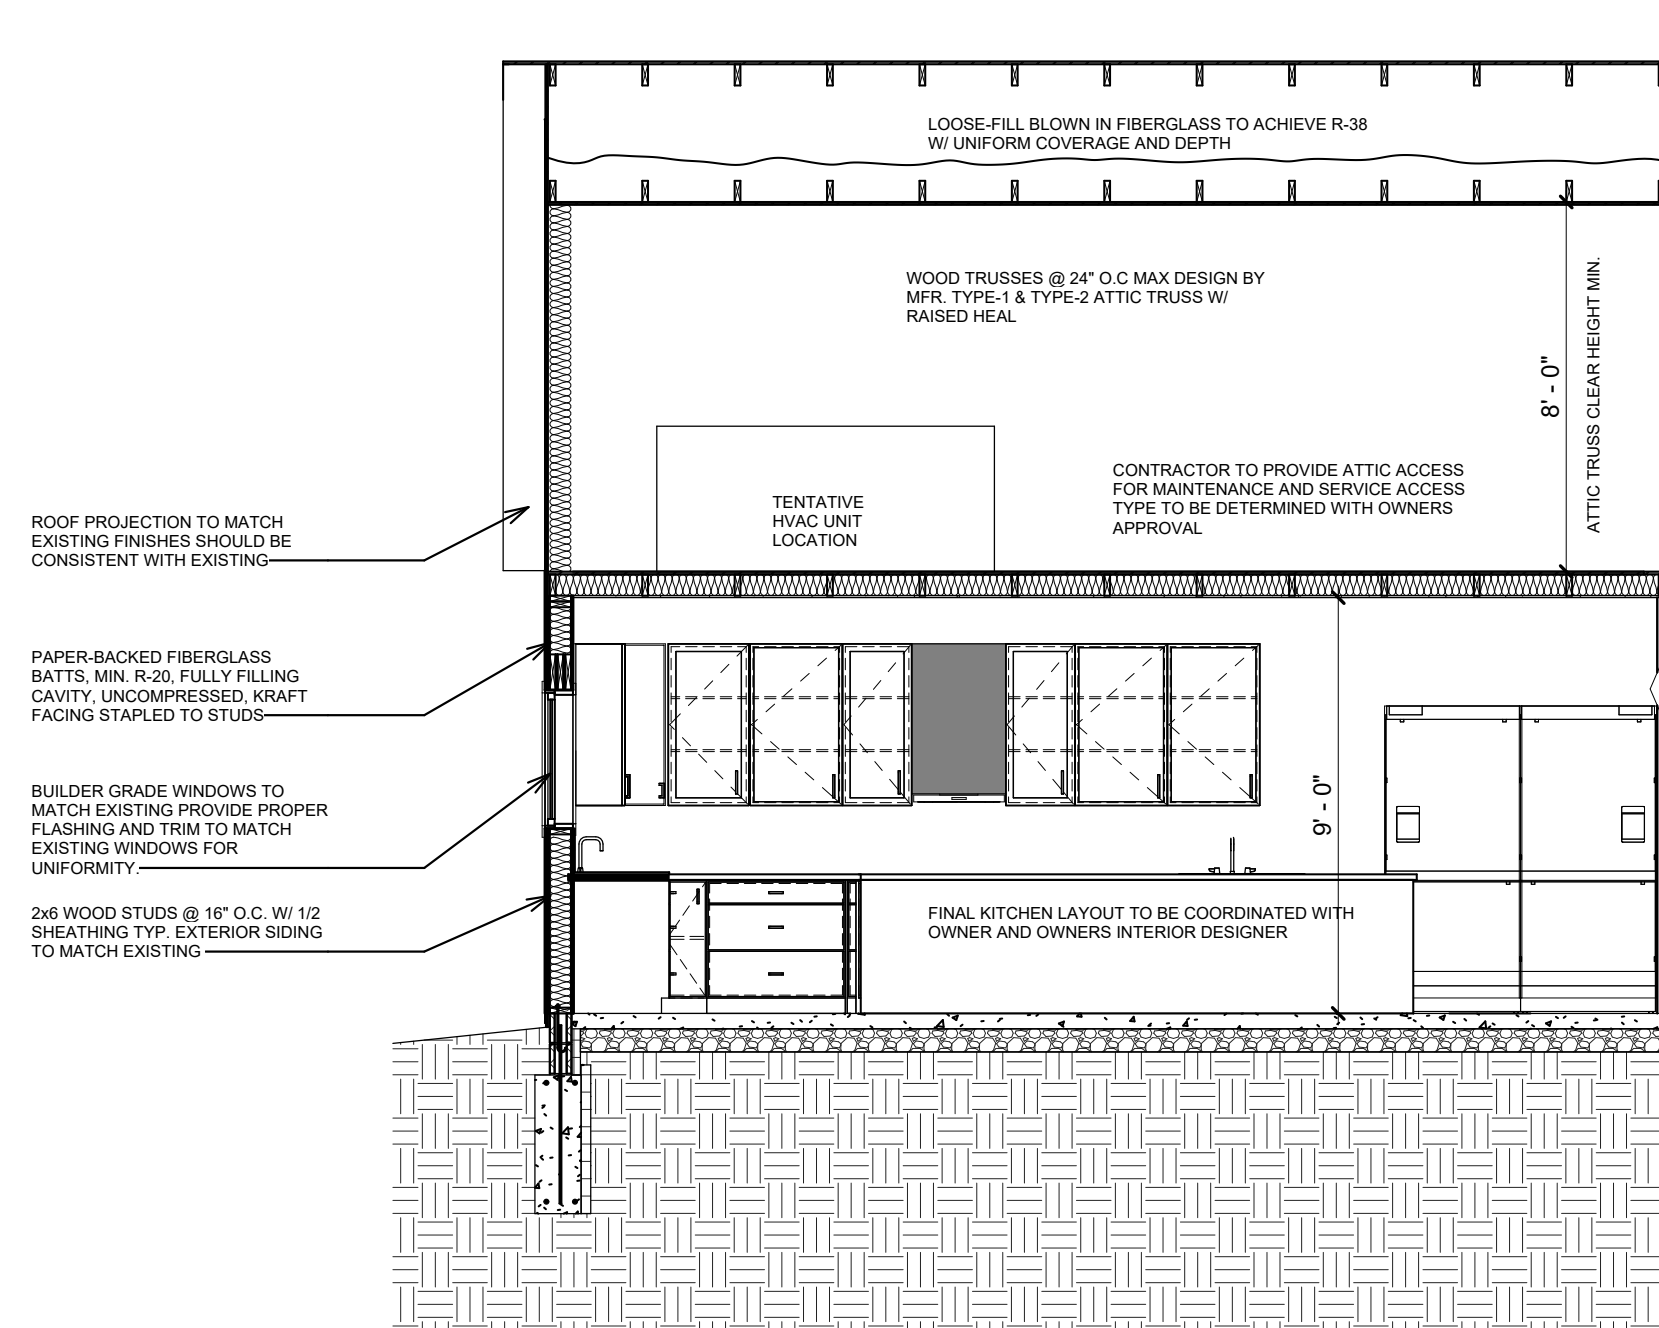 LOOSE-FILL BLOWN IN FIBERGLASS TO ACHIEVE R-38
W/ UNIFORM COVERAGE AND DEPTH
WOOD TRUSSES @ 24" O.C MAX DESIGN BY
MFR. TYPE-1 & TYPE-2 ATTIC TRUSS W/
RAISED HEAL
8' - 0"
ATTIC TRUSS CLEAR HEIGHT MIN.
CONTRACTOR TO PROVIDE ATTIC ACCESS
FOR MAINTENANCE AND SERVICE ACCESS
TYPE TO BE DETERMINED WITH OWNERS
APPROVAL
TENTATIVE
HVAC UNIT
LOCATION
ROOF PROJECTION TO MATCH
EXISTING FINISHES SHOULD BE
CONSISTENT WITH EXISTING
PAPER-BACKED FIBERGLASS
BATTS, MIN. R-20, FULLY FILLING
CAVITY, UNCOMPRESSED, KRAFT
FACING STAPLED TO STUDS
BUILDER GRADE WINDOWS TO
MATCH EXISTING PROVIDE PROPER
FLASHING AND TRIM TO MATCH
EXISTING WINDOWS FOR
UNIFORMITY.
9' - 0"
2x6 WOOD STUDS @ 16" O.C. W/ 1/2
SHEATHING TYP. EXTERIOR SIDING
TO MATCH EXISTING
FINAL KITCHEN LAYOUT TO BE COORDINATED WITH
OWNER AND OWNERS INTERIOR DESIGNER